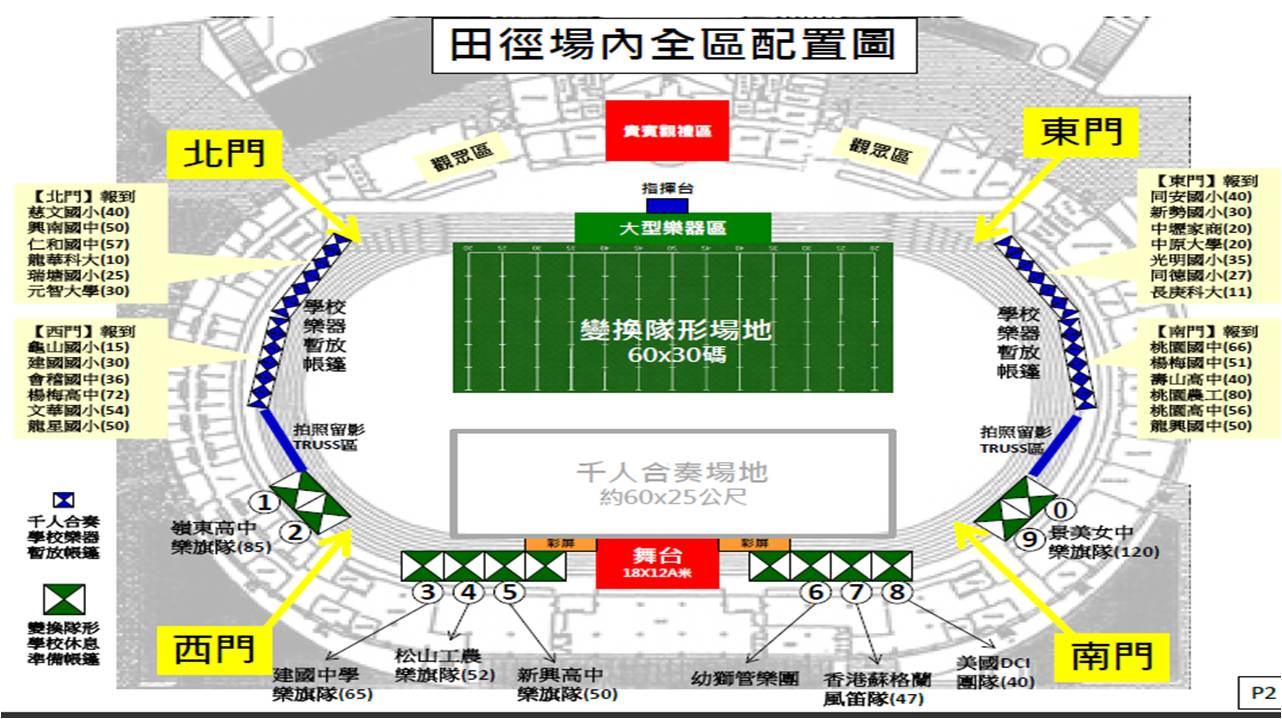 田徑場內全區配置圖
貴賓觀禮區
觀眾區
觀眾區
北門
東門
指揮台
大型樂器區
20 25 30 35 40 45 50 45 40 35 30 25 20
變換隊形場地
60x30碼
【北門】報到
慈文國小(40)
興南國中(50)
仁和國中(57)
龍華科大(10)
瑞塘國小(25)
元智大學(30)
【西門】報到
龜山國小(15)
建國國小(30)
會稽國中(36)
楊梅高中(72)
文華國小(54)
龍星國小(50)
學校
樂器
暫放
帳篷
拍照留影
TRUSS區
【東門】報到
同安國小(40)
新勢國小(30)
中壢家商(20)
中原大學(20)
光明國小(35)
同德國小(27)
長庚科大(11)
【南門】報到
桃園國中(66)
楊梅國中(51)
壽山高中(40)
桃園農工(80)
桃園高中(56)
龍興國中(50)
學校
樂器
暫放
帳篷
拍照留影
TRUSS區
千人合奏場地
約60x25公尺
彩屏
彩屏
舞台
18X12A米
千人合奏
學校樂器
暫放帳篷
變換隊形
學校休息
準備帳篷
1
2
嶺東高中
樂旗隊(85)
0
9
景美女中
樂旗隊(120)
3 4 5
6 7 8
西門
南門
建國中學
樂旗隊(65)
松山工農
樂旗隊(52)
新興高中
樂旗隊(50)
幼獅管樂團
香港蘇格蘭
風笛隊(47)
美國DCI
團隊(40)
P2